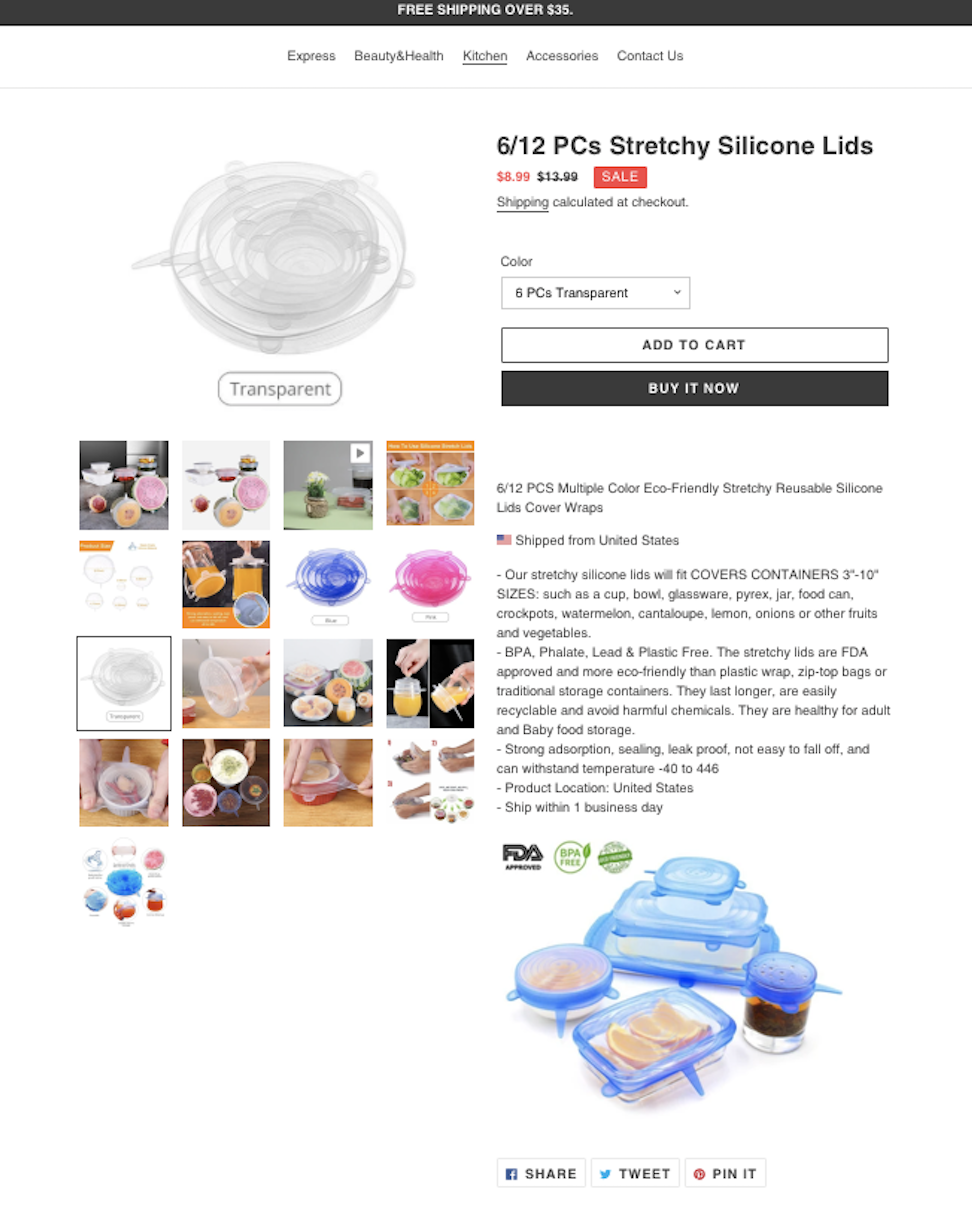 FREE SHIPPING OVER $35.
Express Beauty&Health Kitchen Accessories Contact Us
6/12 PCs Stretchy Silicone Lids
$8.99 $13.99 SALE
Shipping calculated at checkout.
Color
6 PCs Transparent
ADD TO CART
BUY IT NOW
Transparent
How To Use Silicone Stretch Lids
Product Size
Blue
Pink
Transparent
6/12 PCS Multiple Color Eco-Friendly Stretchy Reusable Silicone
Lids Cover Wraps
Shipped from United States
- Our stretchy silicone lids will fit COVERS CONTAINERS 3"-10"
SIZES: such as a cup, bowl, glassware, pyrex, jar, food can,
crockpots, watermelon, cantaloupe, lemon, onions or other fruits
and vegetables.
- BPA, Phalate, Lead & Plastic Free. The stretchy lids are FDA
approved and more eco-friendly than plastic wrap, zip-top bags or
traditional storage containers. They last longer, are easily
recyclable and avoid harmful chemicals. They are healthy for adult
and Baby food storage.
- Strong adsorption, sealing, leak proof, not easy to fall off, and
can withstand temperature -40 to 446
- Product Location: United States
- Ship within 1 business day
FDA
APPROVED
BPA
FREE
ECO FRIENDLY
SHARE TWEET PIN IT